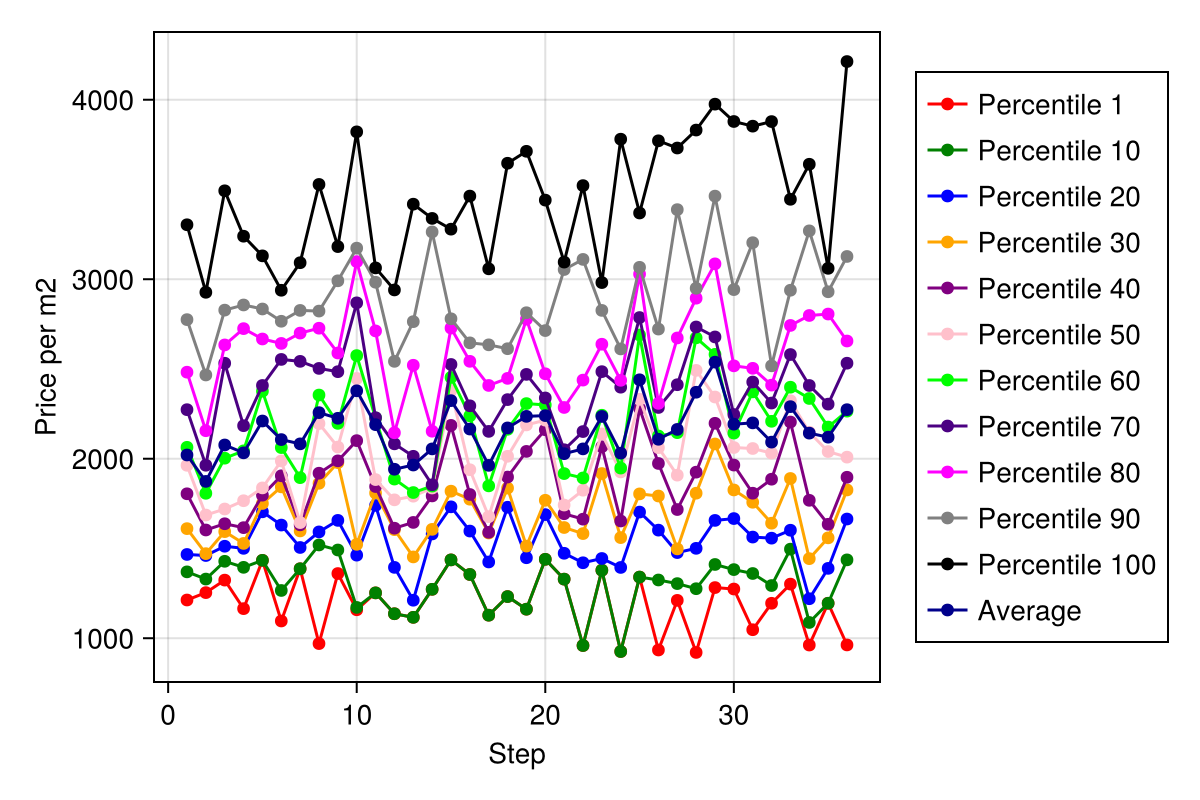 4000
3000
2000
1000
Price per m2
0 10 20 30
Step
Percentile 1
Percentile 10
Percentile 20
Percentile 30
Percentile 40
Percentile 50
Percentile 60
Percentile 70
Percentile 80
Percentile 90
Percentile 100
Average